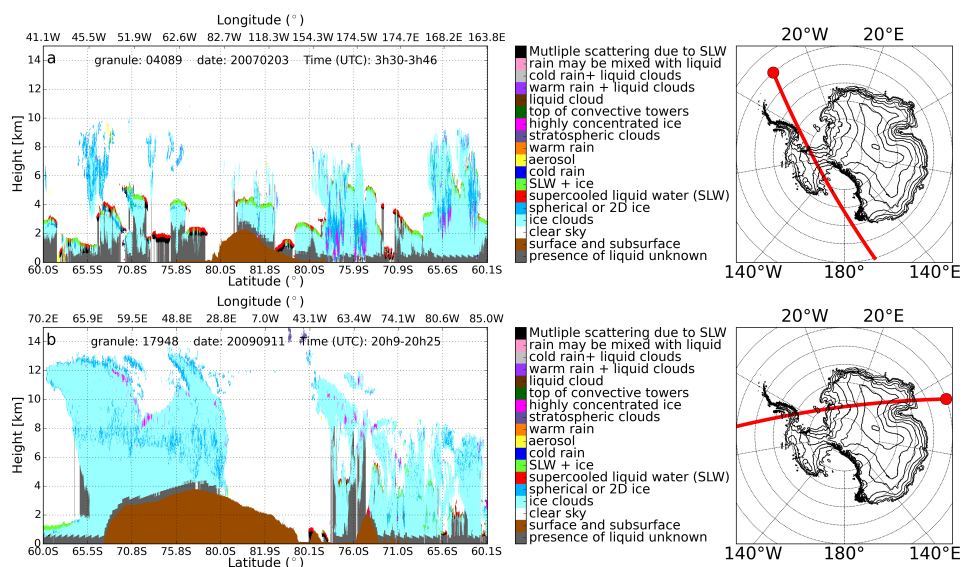 Longitude (°)
41.1W 45.5W 51.9W 62.6W 82.7W 118.3W 154.3W 174.5W 174.7E 168.2E 163.8E
a
granule: 04089 date: 20070203 Time (UTC): 3h30-3h46
Height [km]
14
12
10
8
6
4
2
0
60.0S 65.5S 70.8S 75.8S 80.0S 81.8S 80.0S 75.9S 70.9S 65.6S 60.1S
Latitude (°)
Mutliple scattering due to SLW
rain may be mixed with liquid
cold rain+ liquid clouds
warm rain + liquid clouds
liquid cloud
top of convective towers
highly concentrated ice
stratospheric clouds
warm rain
aerosol
cold rain
SLW + ice
supercooled liquid water (SLW)
spherical or 2D ice
ice clouds
clear sky
surface and subsurface
presence of liquid unknown
20°W 20°E
140°W 180° 140°E
Longitude (°)
70.2E 65.9E 59.5E 48.8E 28.8E 7.0W 43.1W 63.4W 74.1W 80.6W 85.0W
b
granule: 17948 date: 20090911 Time (UTC): 20h9-20h25
Height [km]
14
12
10
8
6
4
2
0
60.0S 65.5S 70.8S 75.8S 80.0S 81.9S 80.0S 76.0S 71.0S 65.6S 60.1S
Latitude (°)
Mutliple scattering due to SLW
rain may be mixed with liquid
cold rain+ liquid clouds
warm rain + liquid clouds
liquid cloud
top of convective towers
highly concentrated ice
stratospheric clouds
warm rain
aerosol
cold rain
SLW + ice
supercooled liquid water (SLW)
spherical or 2D ice
ice clouds
clear sky
surface and subsurface
presence of liquid unknown
20°W 20°E
140°W 180° 140°E